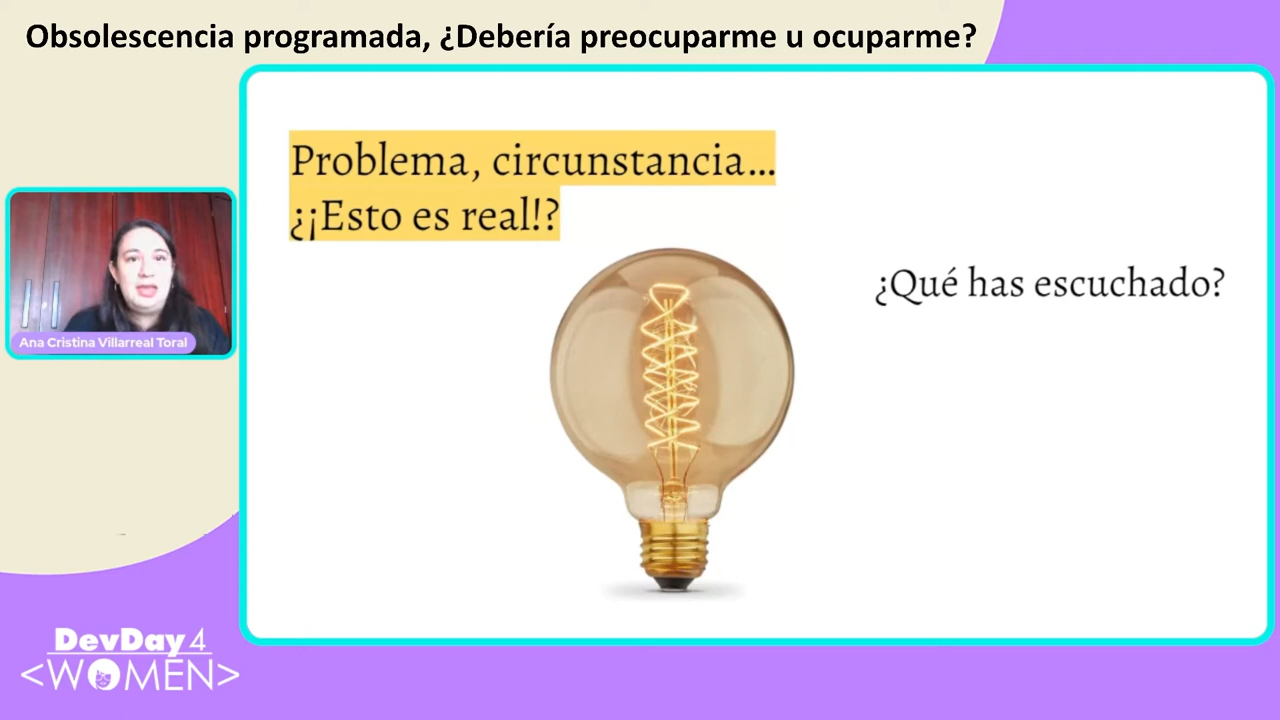 Obsolescencia programada, ¿Debería preocuparme u ocuparme?
Problema, circunstancia...
¿¡Esto es real!?
¿Qué has escuchado?
Ana Cristina Villarreal Toral
DevDay4
<WOMEN>